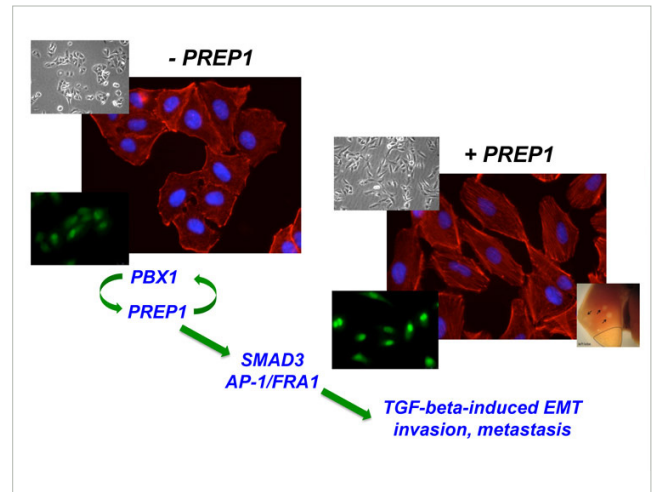 - PREP1
+ PREP1
PBX1
PREP1
SMAD3
AP-1/FRA1
TGF-beta-induced EMT
invasion, metastasis